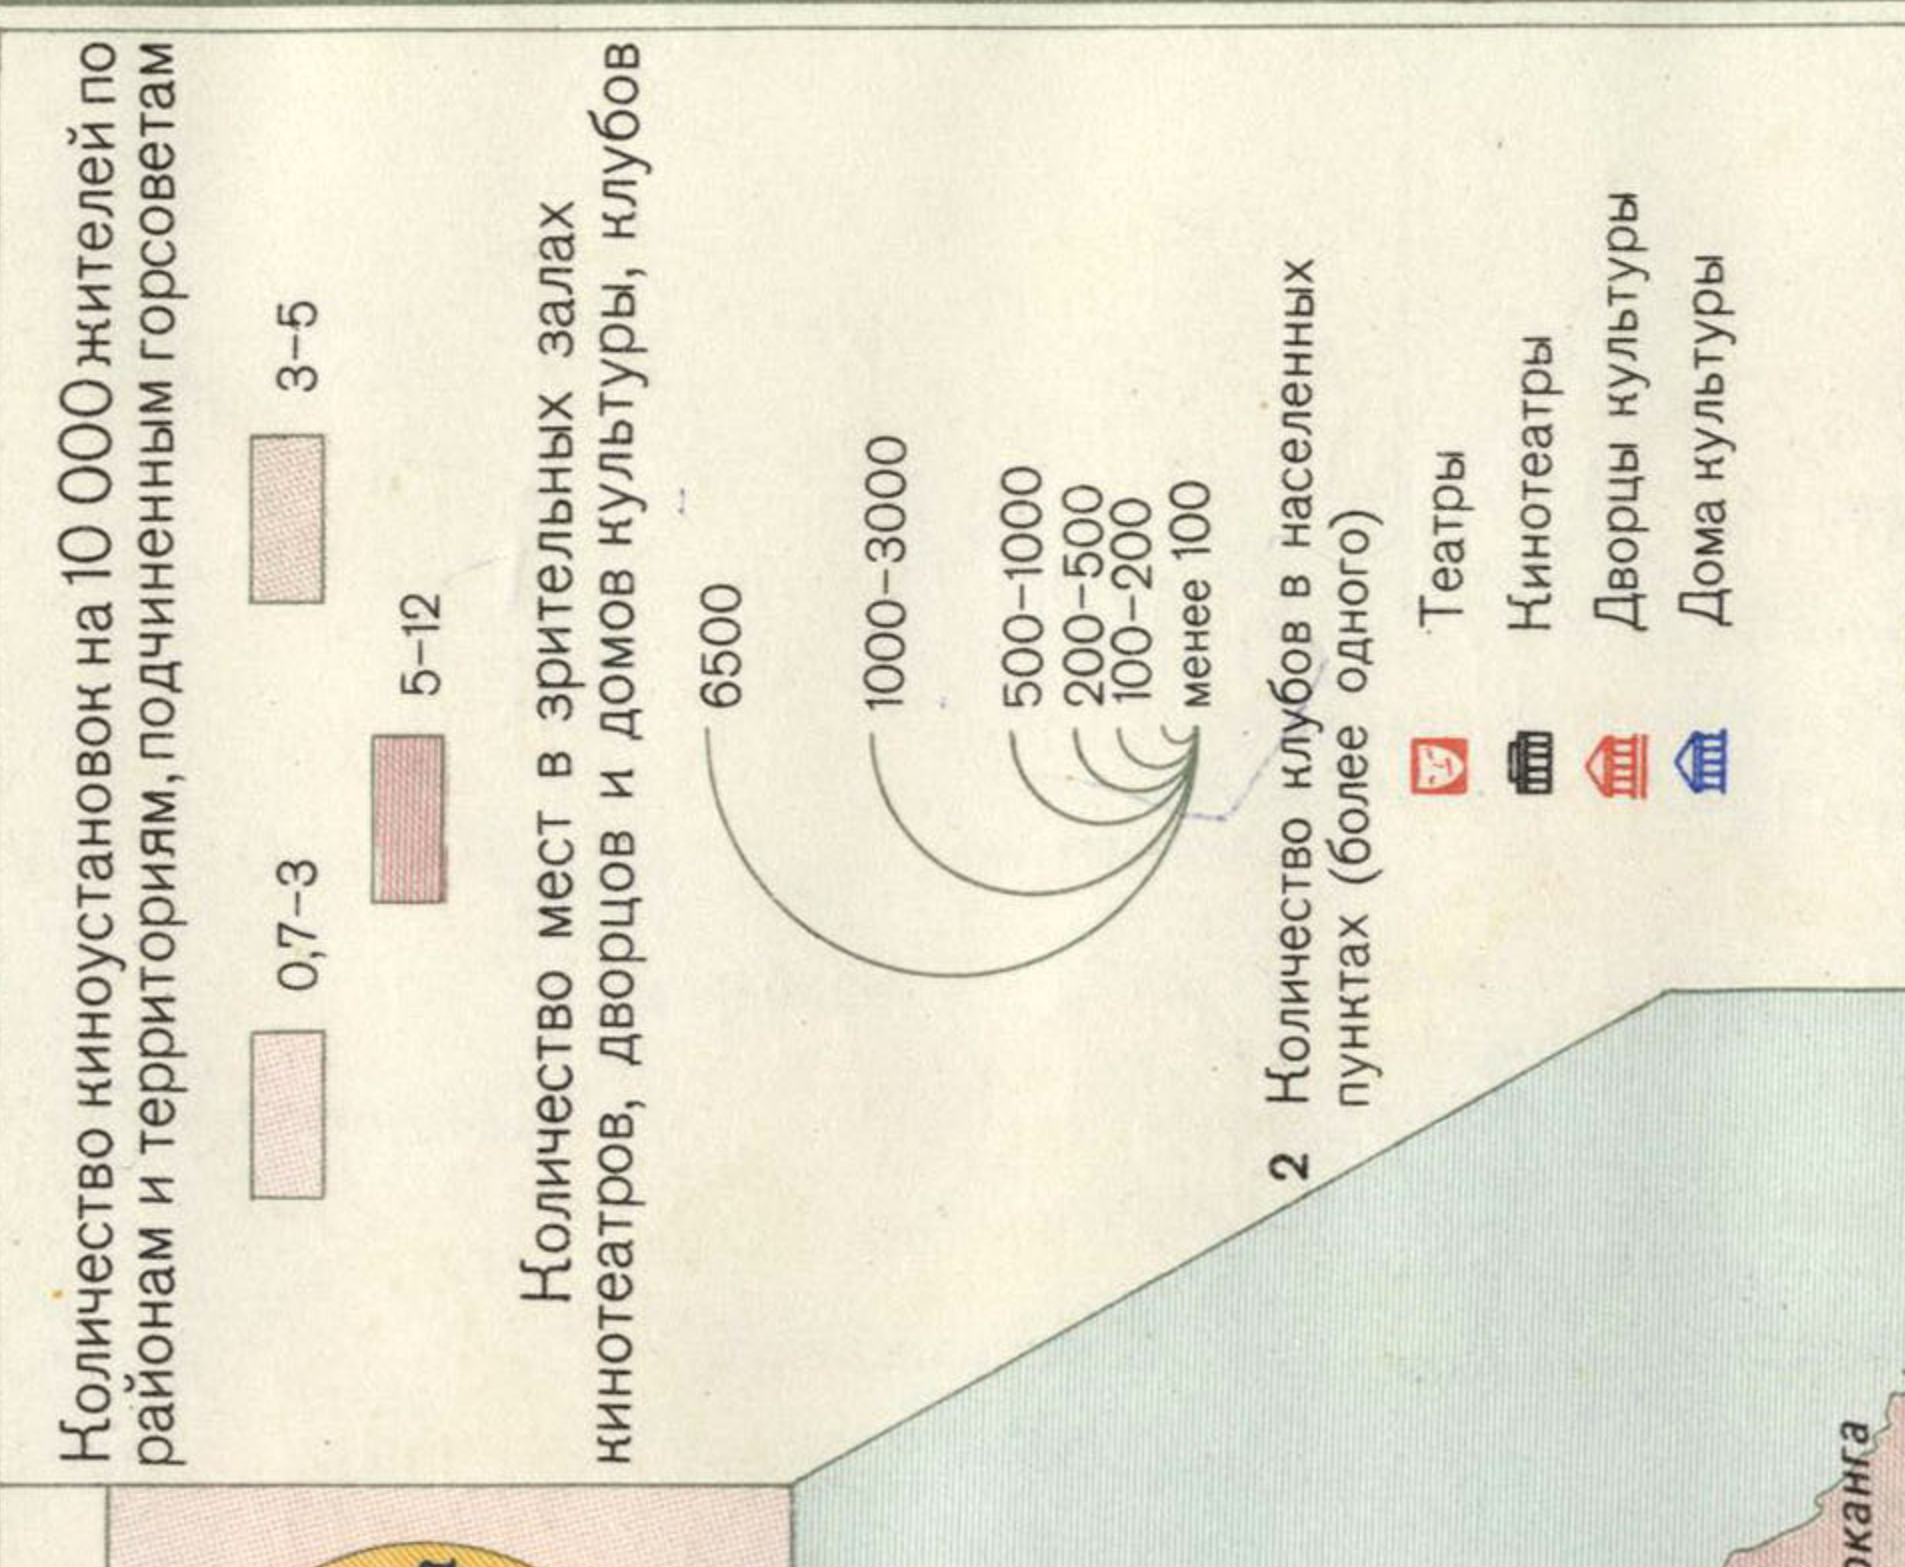 Количество киноустановок на 10 000 жителей по
районам и территориям, подчиненным горсоветам
0,7–3
3–5
5–12
Количество мест в зрительных залах
кинотеатров, дворцов и домов культуры, клубов
6500
1000–3000
500–1000
200–500
100–200
менее 100
2 Количество клубов в населенных
пунктах (более одного)
Театры
Кинотеатры
Дворцы культуры
Дома культуры